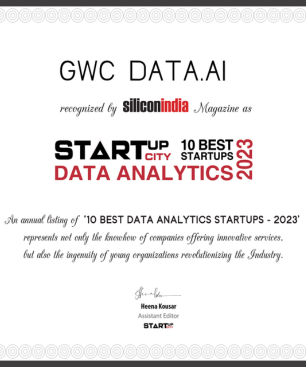 GWC DATA.AI
recognized by siliconindia Magazine as
STARTUP CITY 10 BEST STARTUPS 2023
DATA ANALYTICS
An annual listing of '10 BEST DATA ANALYTICS STARTUPS - 2023'
represents not only the knowhow of companies offering innovative services,
but also the ingenuity of young organizations revolutionizing the Industry.
Heena Kousar
Assistant Editor
STARTUP